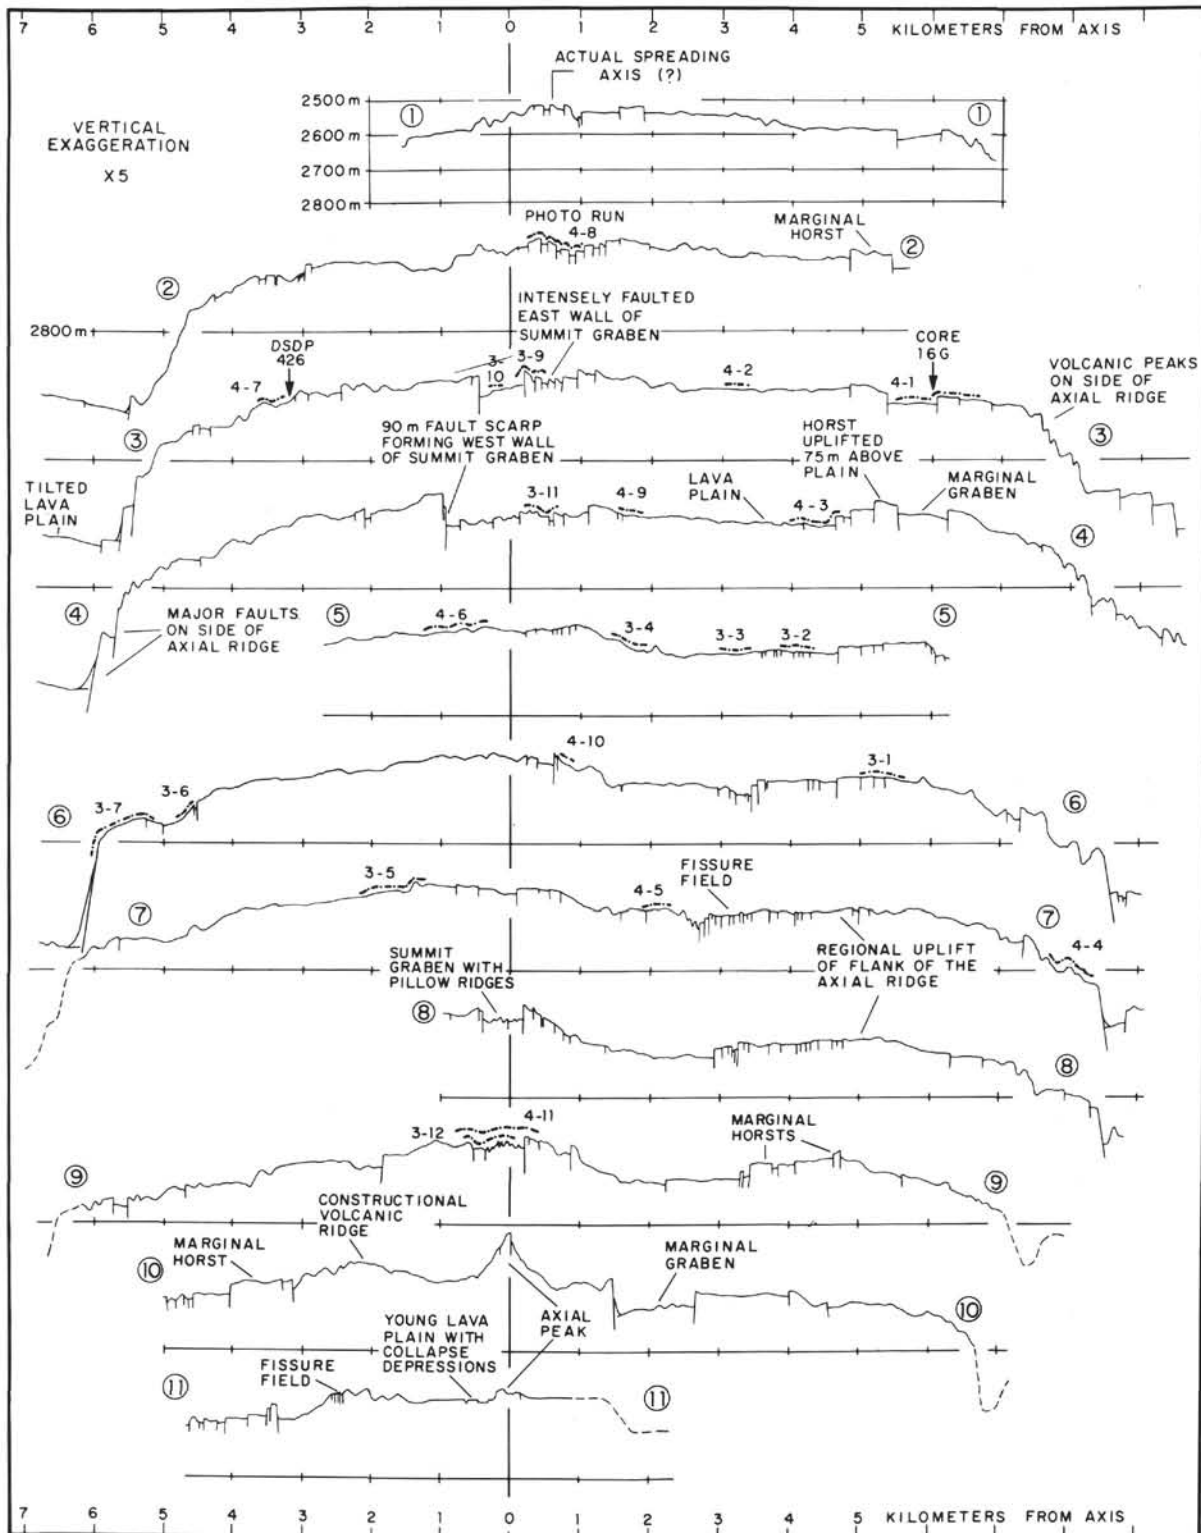 7 6 5 4 3 2 1 0 1 2 3 4 5 KILOMETERS FROM AXIS
ACTUAL SPREADING
AXIS (?)
VERTICAL
EXAGGERATION
X5
2500m
2600m
2700m
2800m
1 1
PHOTO RUN
4-8
MARGINAL
HORST
2 2
2800m
INTENSELY FAULTED
EAST WALL OF
SUMMIT GRABEN
DSDP
426
4-7
3-10
3-9
4-2
CORE
16G
4-1
VOLCANIC PEAKS
ON SIDE OF
AXIAL RIDGE
3 3
90m FAULT SCARP
FORMING WEST WALL
OF SUMMIT GRABEN
HORST
UPLIFTED
75m ABOVE
PLAIN
TILTED
LAVA
PLAIN
3-11
4-9
LAVA
PLAIN
4-3
MARGINAL
GRABEN
4 4
MAJOR FAULTS
ON SIDE OF
AXIAL RIDGE
5 5
4-6
3-4
3-3
3-2
4-10
3-1
3-7
3-6
6 6
3-5
4-5
FISSURE
FIELD
7 7
4-4
SUMMIT
GRABEN WITH
PILLOW RIDGES
REGIONAL UPLIFT
OF FLANK OF THE
AXIAL RIDGE
8 8
3-12
4-11
MARGINAL
HORSTS
9 9
CONSTRUCTIONAL
VOLCANIC
RIDGE
MARGINAL
HORST
MARGINAL
GRABEN
10 10
AXIAL
PEAK
YOUNG LAVA
PLAIN WITH
COLLAPSE
DEPRESSIONS
FISSURE
FIELD
11 11
7 6 5 4 3 2 1 0 1 2 3 4 5 KILOMETERS FROM AXIS